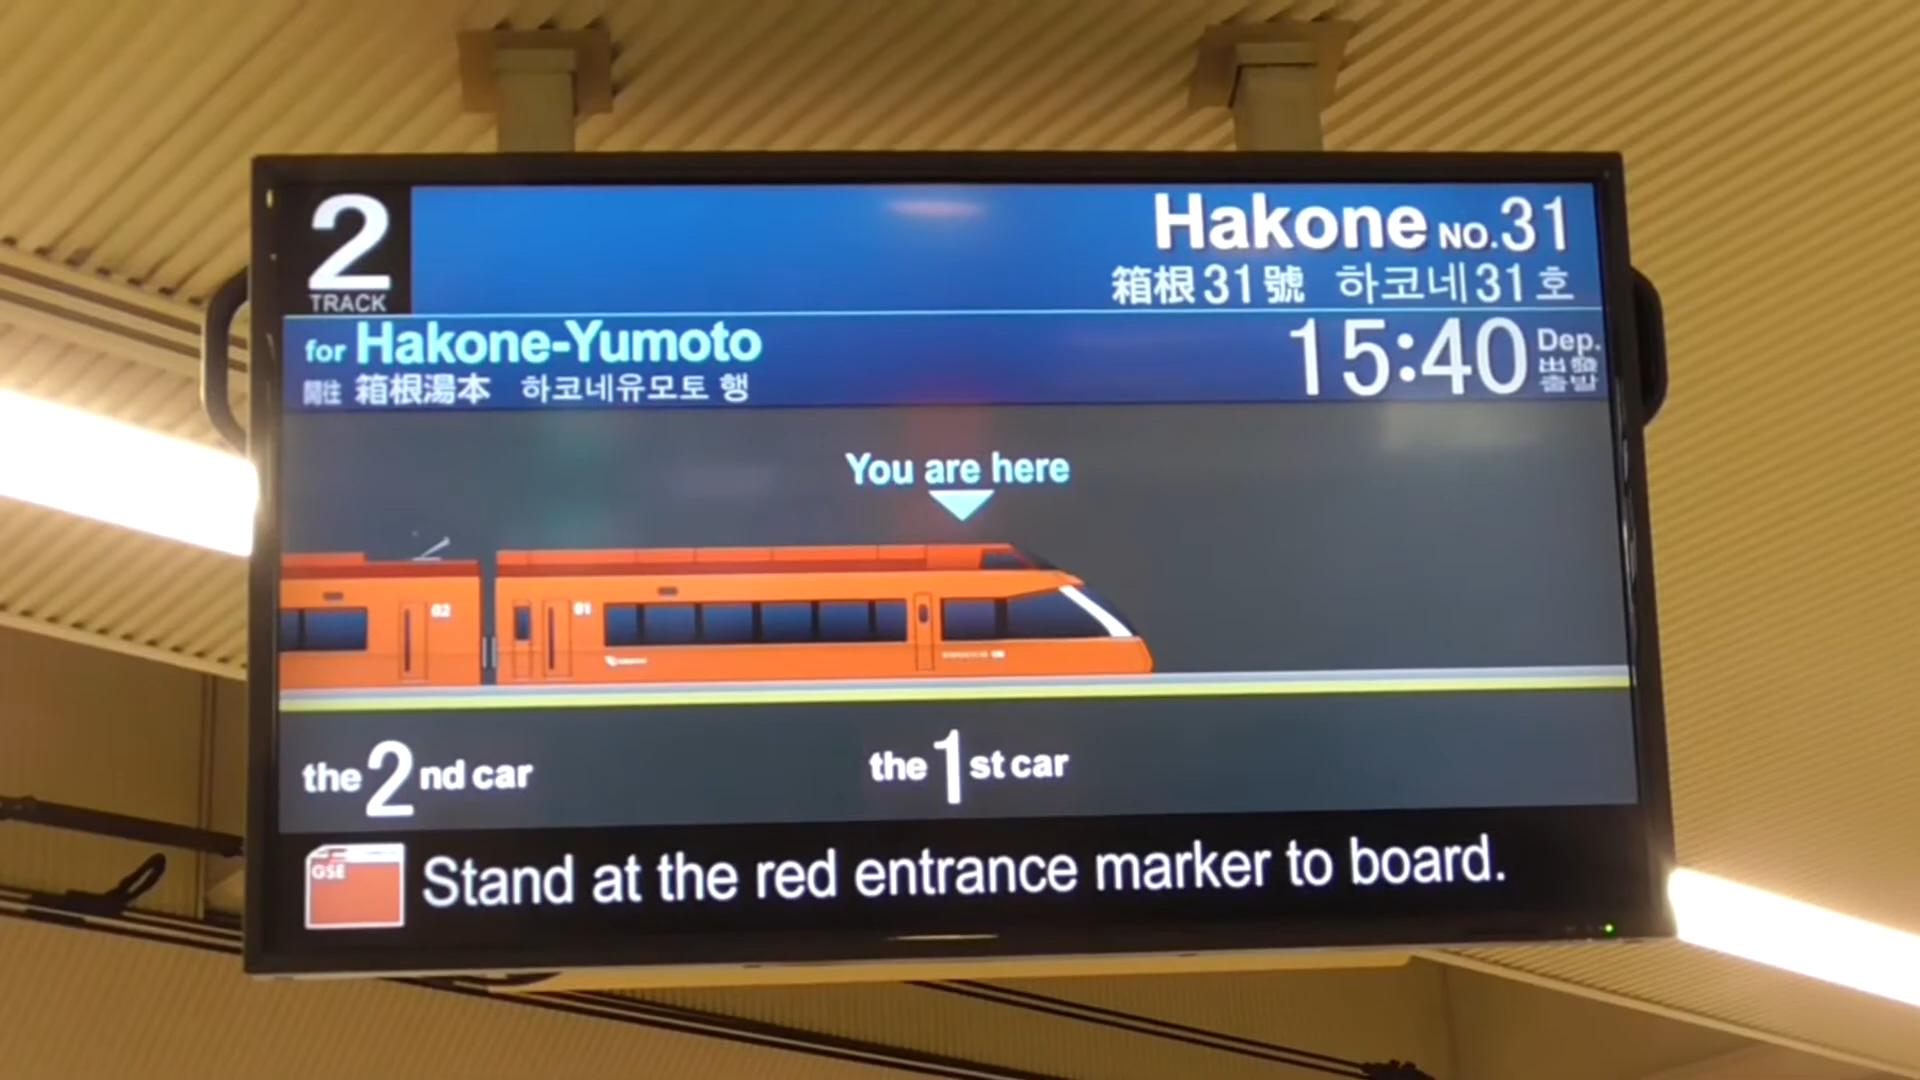 2
TRACK
Hakone NO.31
箱根31號 하코네31호
for Hakone-Yumoto
開往 箱根湯本 하코네유모토 행
15:40 Dep.
出發
출발
You are here
02
01
the 2nd car
the 1st car
GSE
Stand at the red entrance marker to board.